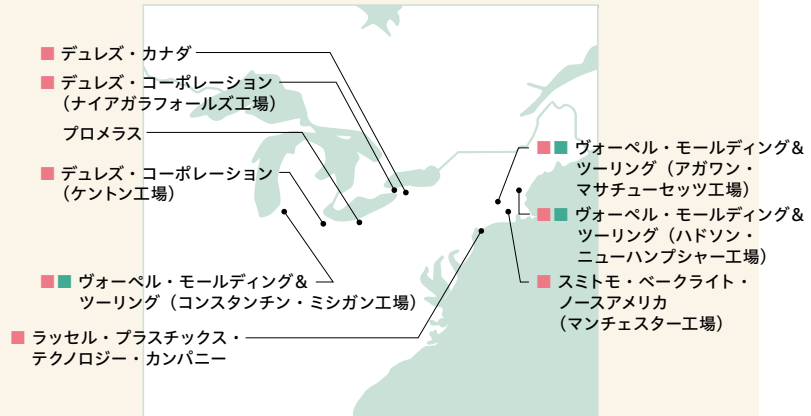 ■ デュレズ・カナダ
■ デュレズ・コーポレーション
（ナイアガラフォールズ工場）
プロメラス
■ デュレズ・コーポレーション
（ケントン工場）
■■ ヴォーペル・モールディング＆
ツーリング（コンスタンチン・ミシガン工場）
■ ラッセル・プラスチックス・
テクノロジー・カンパニー
■■ ヴォーペル・モールディング＆
ツーリング（アガワン・
マサチューセッツ工場）
■■ ヴォーペル・モールディング＆
ツーリング（ハドソン・
ニューハンプシャー工場）
■ スミトモ・ベークライト・
ノースアメリカ
（マンチェスター工場）